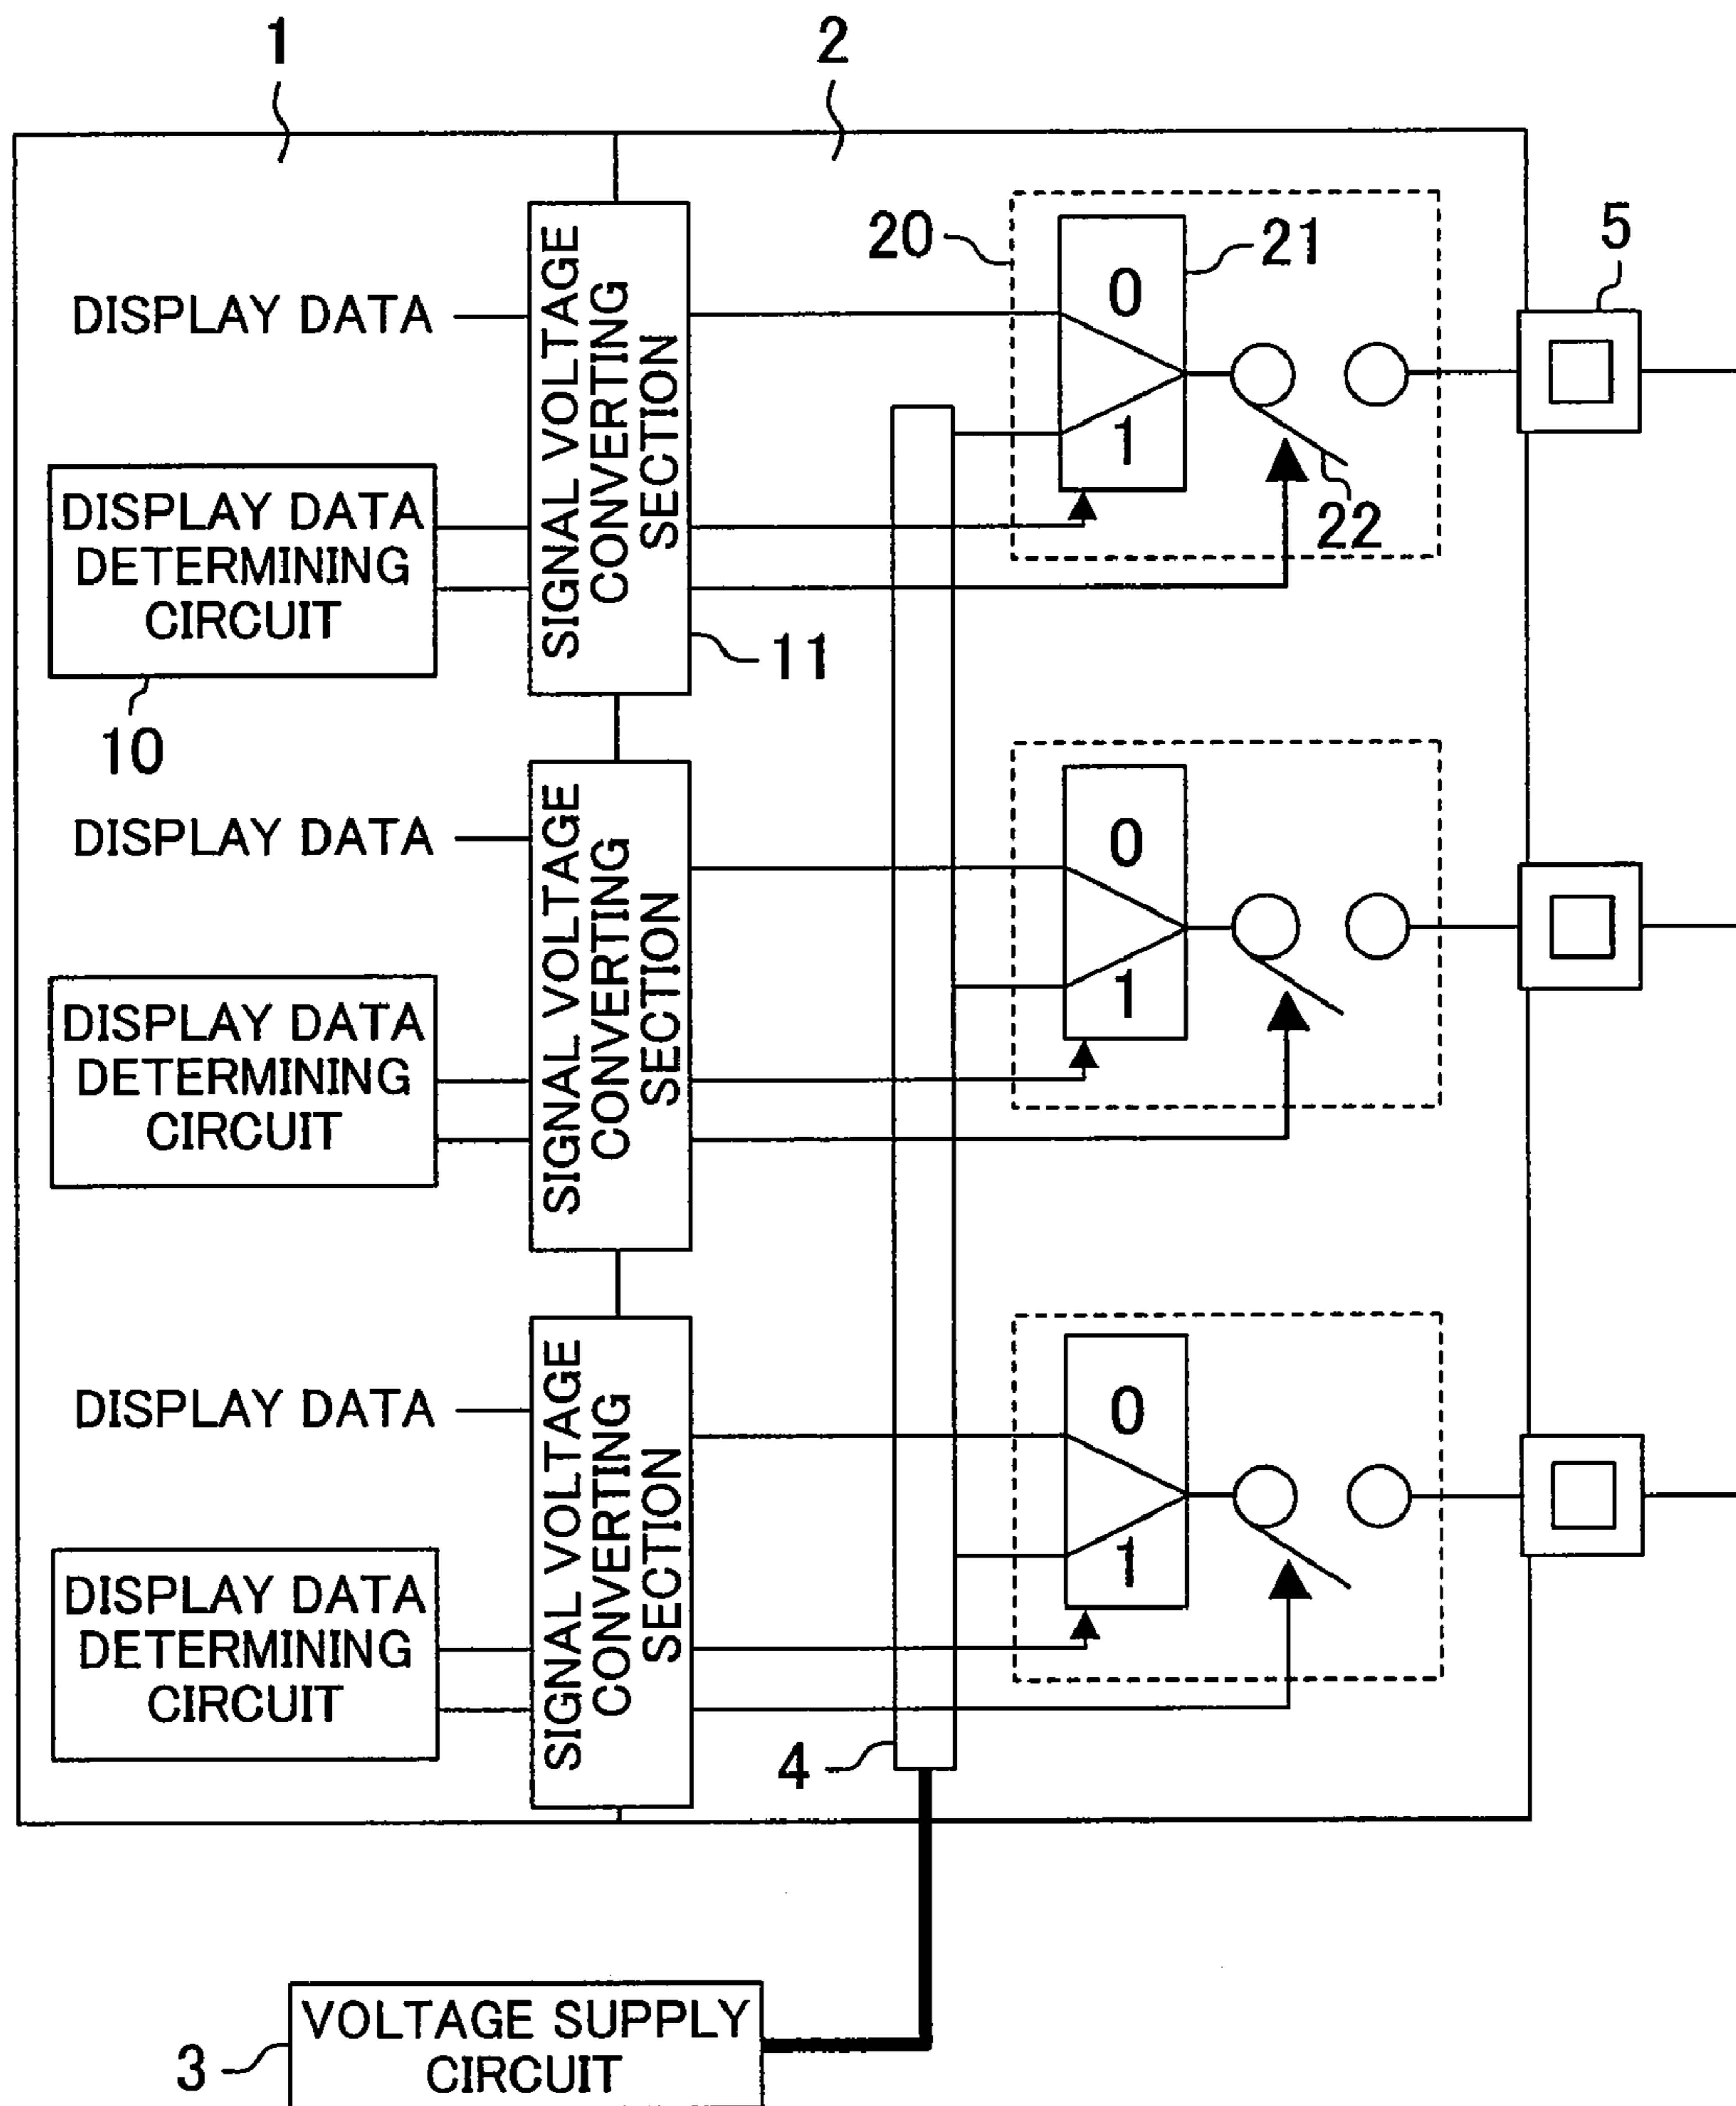 1
2
20
21
5
DISPLAY DATA
SIGNAL VOLTAGE
CONVERTING
SECTION
0
1
22
DISPLAY DATA
DETERMINING
CIRCUIT
11
10
DISPLAY DATA
SIGNAL VOLTAGE
CONVERTING
SECTION
0
1
DISPLAY DATA
DETERMINING
CIRCUIT
DISPLAY DATA
SIGNAL VOLTAGE
CONVERTING
SECTION
0
1
DISPLAY DATA
DETERMINING
CIRCUIT
4
3
VOLTAGE SUPPLY
CIRCUIT